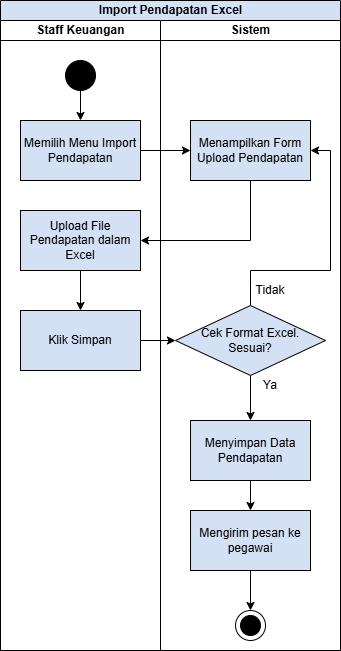 Import Pendapatan Excel
Staff Keuangan
Sistem
Memilih Menu Import
Pendapatan
Menampilkan Form
Upload Pendapatan
Upload File
Pendapatan dalam
Excel
Tidak
Klik Simpan
Cek Format Excel.
Sesuai?
Ya
Menyimpan Data
Pendapatan
Mengirim pesan ke
pegawai